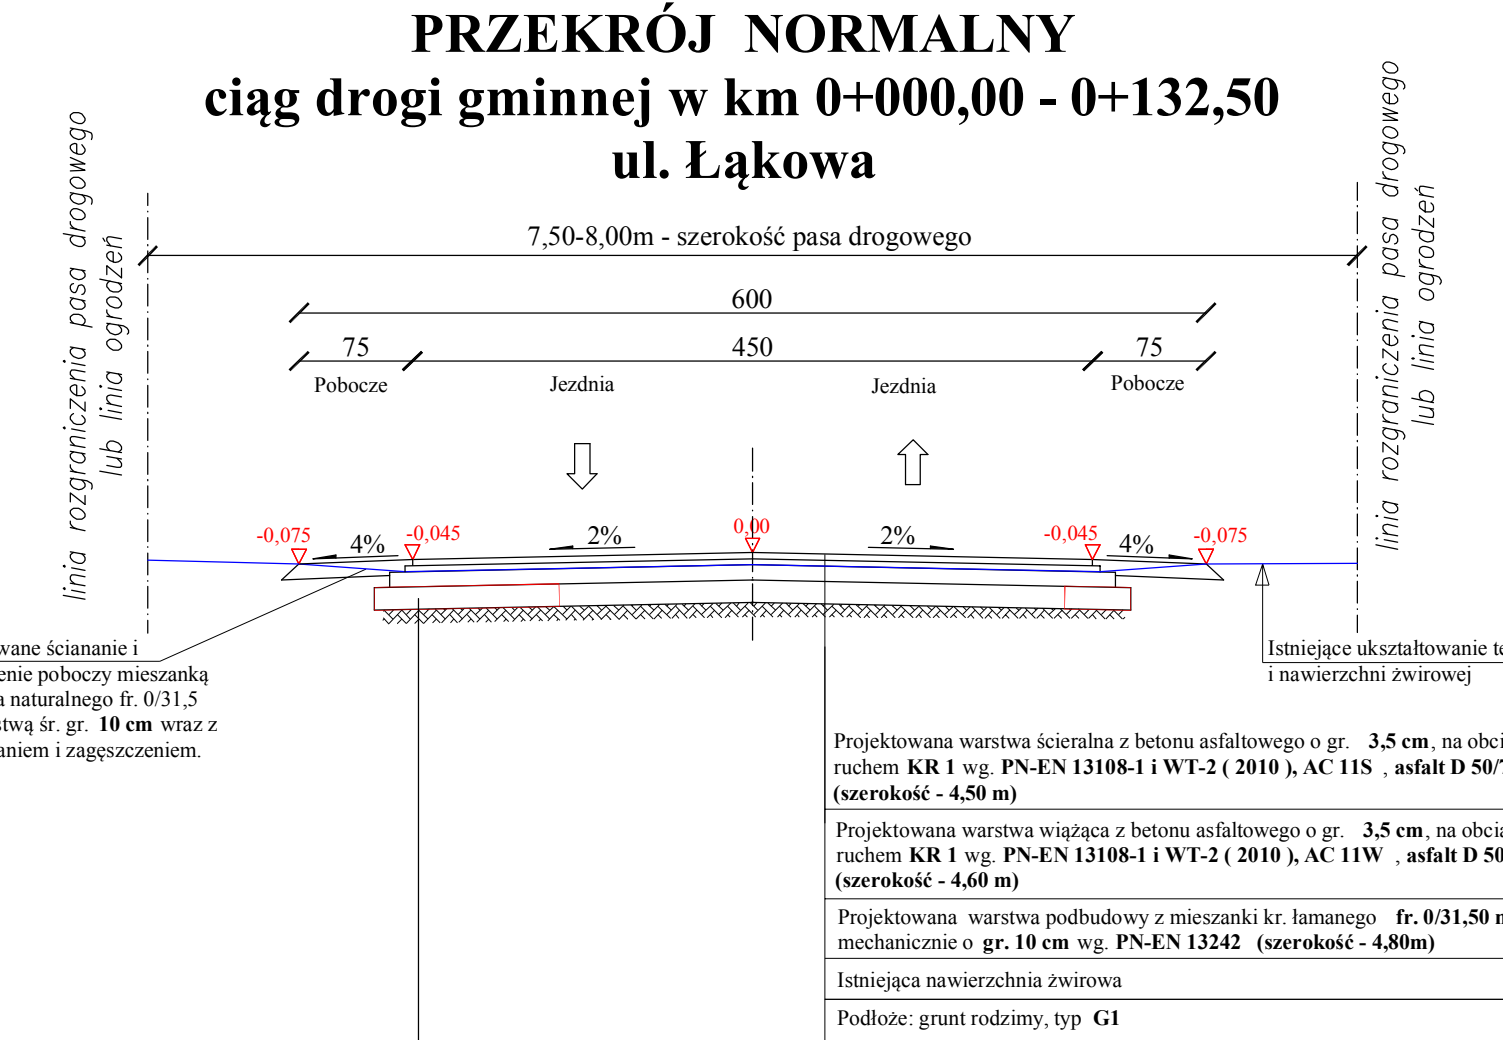 PRZEKRÓJ NORMALNY
ciąg drogi gminnej w km 0+000,00 - 0+132,50
ul. Łąkowa
linia rozgraniczenia pasa drogowego
lub linia ogrodzeń
linia rozgraniczenia pasa drogowego
lub linia ogrodzeń
7,50-8,00m - szerokość pasa drogowego
600
75 450 75
Pobocze Jezdnia Jezdnia Pobocze
-0,075 -0,045 0,00 -0,045 -0,075
4% 2% 2% 4%
wane ściananie i
enie poboczy mieszanką
a naturalnego fr. 0/31,5
stwą śr. gr. 10 cm wraz z
aniem i zagęszczeniem.
Istniejące ukształtowanie te
i nawierzchni żwirowej
Projektowana warstwa ścieralna z betonu asfaltowego o gr. 3,5 cm, na obci
ruchem KR 1 wg. PN-EN 13108-1 i WT-2 ( 2010 ), AC 11S , asfalt D 50/7
(szerokość - 4,50 m)
Projektowana warstwa wiążąca z betonu asfaltowego o gr. 3,5 cm, na obcia
ruchem KR 1 wg. PN-EN 13108-1 i WT-2 ( 2010 ), AC 11W , asfalt D 50
(szerokość - 4,60 m)
Projektowana warstwa podbudowy z mieszanki kr. łamanego fr. 0/31,50 m
mechanicznie o gr. 10 cm wg. PN-EN 13242 (szerokość - 4,80m)
Istniejąca nawierzchnia żwirowa
Podłoże: grunt rodzimy, typ G1